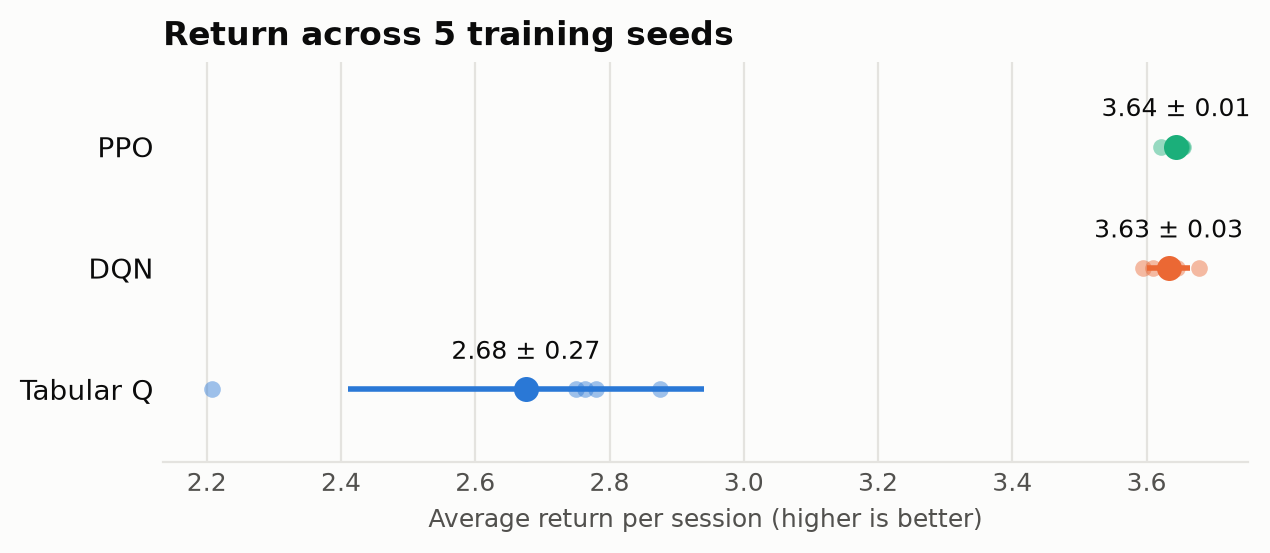 Return across 5 training seeds
3.64 ± 0.01
PPO
3.63 ± 0.03
DQN
2.68 ± 0.27
Tabular Q
2.2 2.4 2.6 2.8 3.0 3.2 3.4 3.6
Average return per session (higher is better)